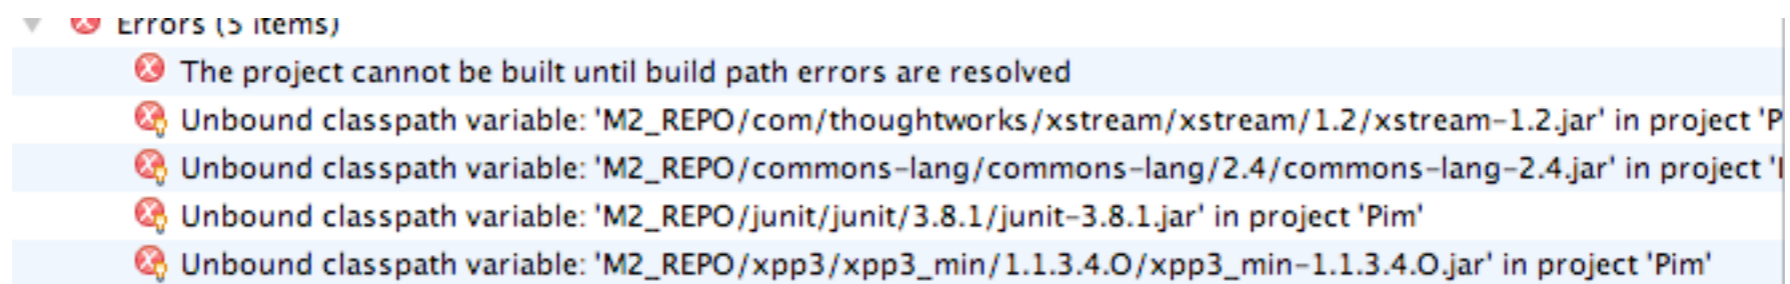 Errors (5 items)
The project cannot be built until build path errors are resolved
Unbound classpath variable: 'M2_REPO/com/thoughtworks/xstream/xstream/1.2/xstream-1.2.jar' in project 'P
Unbound classpath variable: 'M2_REPO/commons-lang/commons-lang/2.4/commons-lang-2.4.jar' in project '
Unbound classpath variable: 'M2_REPO/junit/junit/3.8.1/junit-3.8.1.jar' in project 'Pim'
Unbound classpath variable: 'M2_REPO/xpp3/xpp3_min/1.1.3.4.O/xpp3_min-1.1.3.4.O.jar' in project 'Pim'